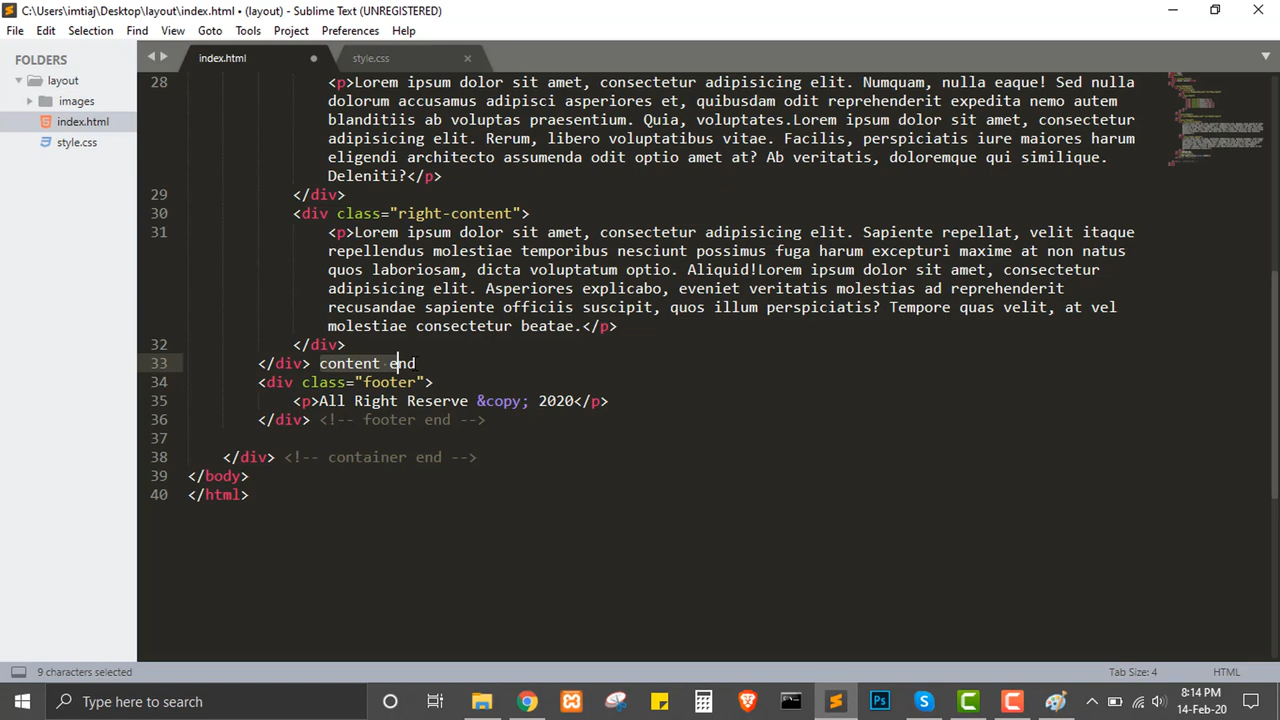 C:\Users\imtiaj\Desktop\layout\index.html • (layout) - Sublime Text (UNREGISTERED)
File Edit Selection Find View Goto Tools Project Preferences Help
FOLDERS
layout
images
index.html
style.css
index.html
style.css
28 <p>Lorem ipsum dolor sit amet, consectetur adipisicing elit. Numquam, nulla eaque! Sed nulla
dolorum accusamus adipisci asperiores et, quibusdam odit reprehenderit expedita nemo autem
blanditiis ab voluptas praesentium. Quia, voluptates.Lorem ipsum dolor sit amet, consectetur
adipisicing elit. Rerum, libero voluptatibus vitae. Facilis, perspiciatis iure maiores harum
eligendi architecto assumenda odit optio amet at? Ab veritatis, doloremque qui similique.
Deleniti?</p>
29 </div>
30 <div class="right-content">
31 <p>Lorem ipsum dolor sit amet, consectetur adipisicing elit. Sapiente repellat, velit itaque
repellendus molestiae temporibus nesciunt possimus fuga harum excepturi maxime at non natus
quos laboriosam, dicta voluptatum optio. Aliquid!Lorem ipsum dolor sit amet, consectetur
adipisicing elit. Asperiores explicabo, eveniet veritatis molestias ad reprehenderit
recusandae sapiente officiis suscipit, quos illum perspiciatis? Tempore quas velit, at vel
molestiae consectetur beatae.</p>
32 </div>
33 </div> content end
34 <div class="footer">
35 <p>All Right Reserve &copy; 2020</p>
36 </div> <!-- footer end -->
37
38 </div> <!-- container end -->
39 </body>
40 </html>
9 characters selected
Tab Size: 4
HTML
Type here to search
Ps
8:14 PM
14-Feb-20